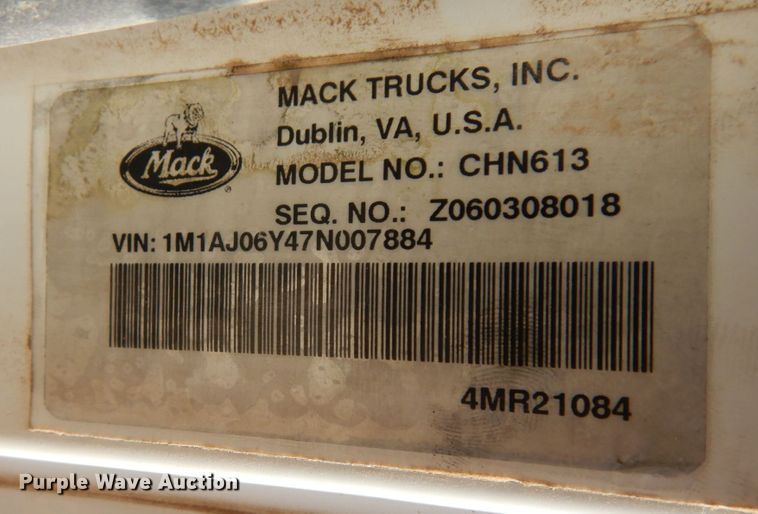 MACK TRUCKS, INC.
Dublin, VA, U.S.A.
Mack ®
MODEL NO.: CHN613
SEQ. NO.: Z060308018
VIN: 1M1AJ06Y47N007884
4MR21084
Purple Wave Auction